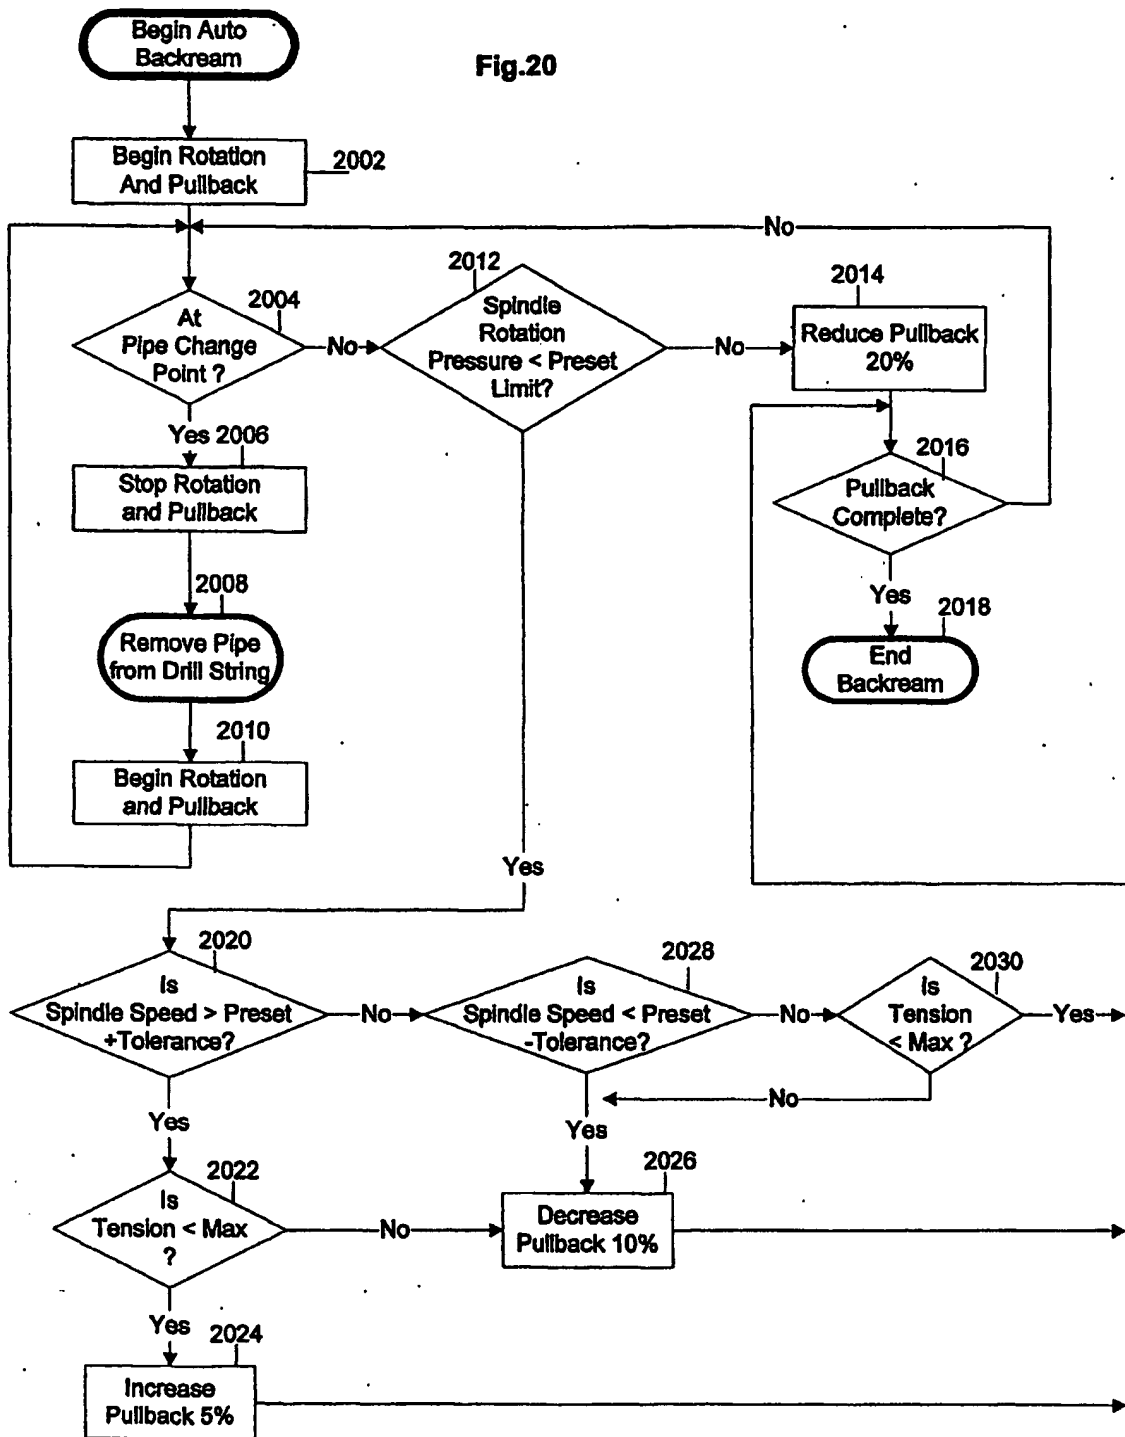 Begin Auto
Backream
Fig.20
Begin Rotation
And Pullback
2002
No
At
Pipe Change
Point ?
2004
No
2012
Spindle
Rotation
Pressure < Preset
Limit?
No
2014
Reduce Pullback
20%
Yes 2006
Stop Rotation
and Pullback
2016
Pullback
Complete?
Yes
2018
End
Backream
2008
Remove Pipe
from Drill String
2010
Begin Rotation
and Pullback
Yes
2020
Is
Spindle Speed > Preset
+Tolerance?
No
2028
Is
Spindle Speed < Preset
-Tolerance?
No
2030
Is
Tension
< Max ?
Yes
No
Yes
Yes
2022
Is
Tension < Max
?
No
2026
Decrease
Pullback 10%
Yes
2024
Increase
Pullback 5%